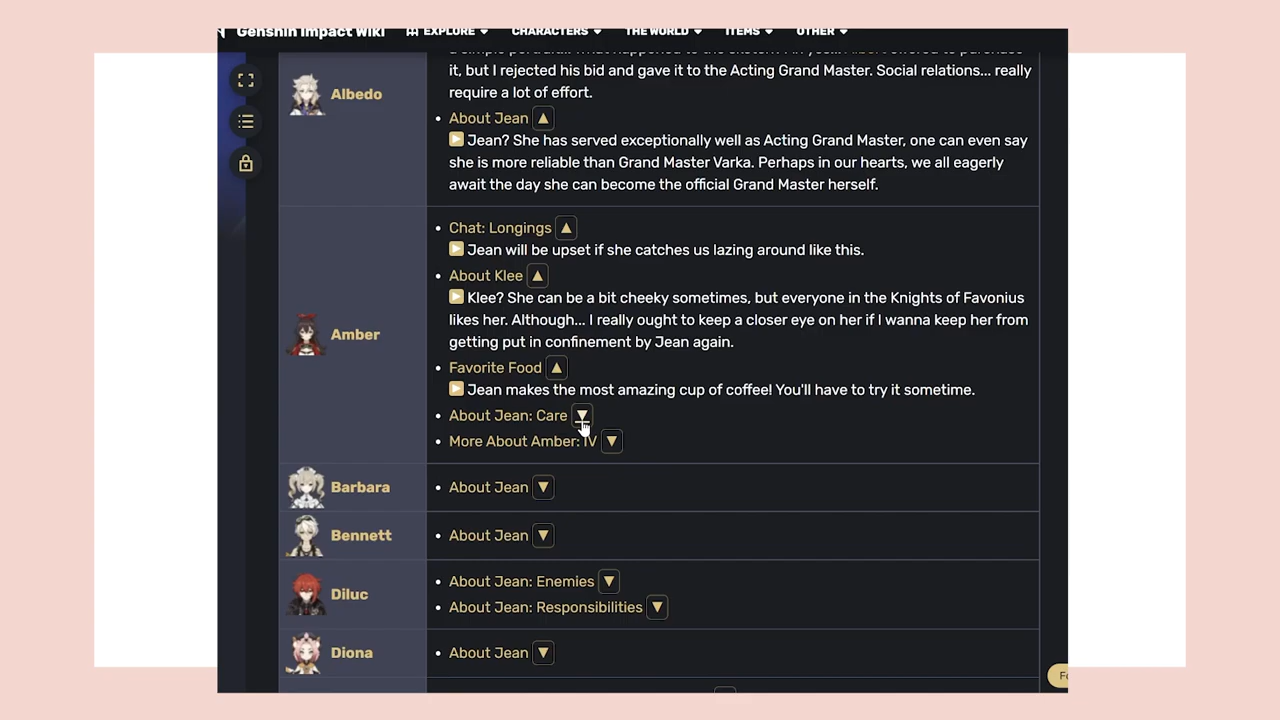 Genshin Impact Wiki EXPLORE CHARACTERS THE WORLD ITEMS OTHER
it, but I rejected his bid and gave it to the Acting Grand Master. Social relations... really
require a lot of effort.
Albedo
• About Jean ▲
Jean? She has served exceptionally well as Acting Grand Master, one can even say
she is more reliable than Grand Master Varka. Perhaps in our hearts, we all eagerly
await the day she can become the official Grand Master herself.
Amber
• Chat: Longings ▲
Jean will be upset if she catches us lazing around like this.
• About Klee ▲
Klee? She can be a bit cheeky sometimes, but everyone in the Knights of Favonius
likes her. Although... I really ought to keep a closer eye on her if I wanna keep her from
getting put in confinement by Jean again.
• Favorite Food ▲
Jean makes the most amazing cup of coffee! You'll have to try it sometime.
• About Jean: Care ▼
• More About Amber: IV ▼
Barbara
• About Jean ▼
Bennett
• About Jean ▼
Diluc
• About Jean: Enemies ▼
• About Jean: Responsibilities ▼
Diona
• About Jean ▼